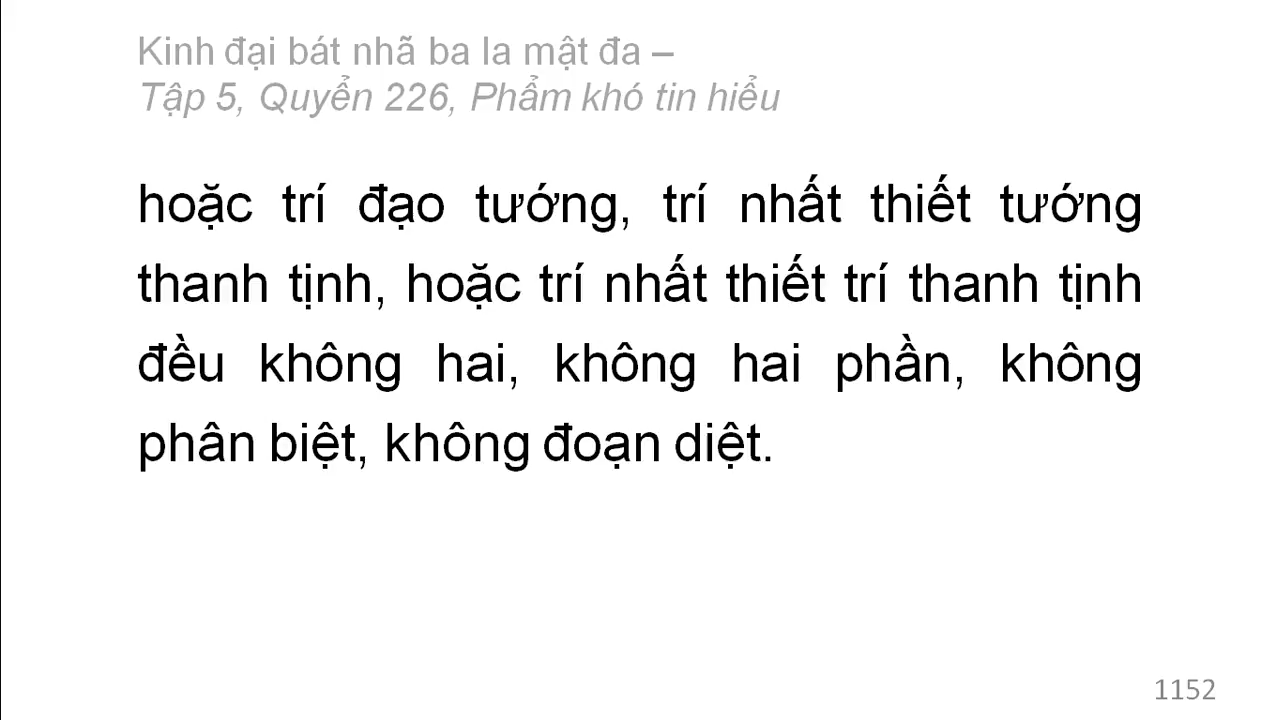 Kinh đại bát nhã ba la mật đa –
Tập 5, Quyển 226, Phẩm khó tin hiểu
hoặc trí đạo tướng, trí nhất thiết tướng
thanh tịnh, hoặc trí nhất thiết trí thanh tịnh
đều không hai, không hai phần, không
phân biệt, không đoạn diệt.
1152